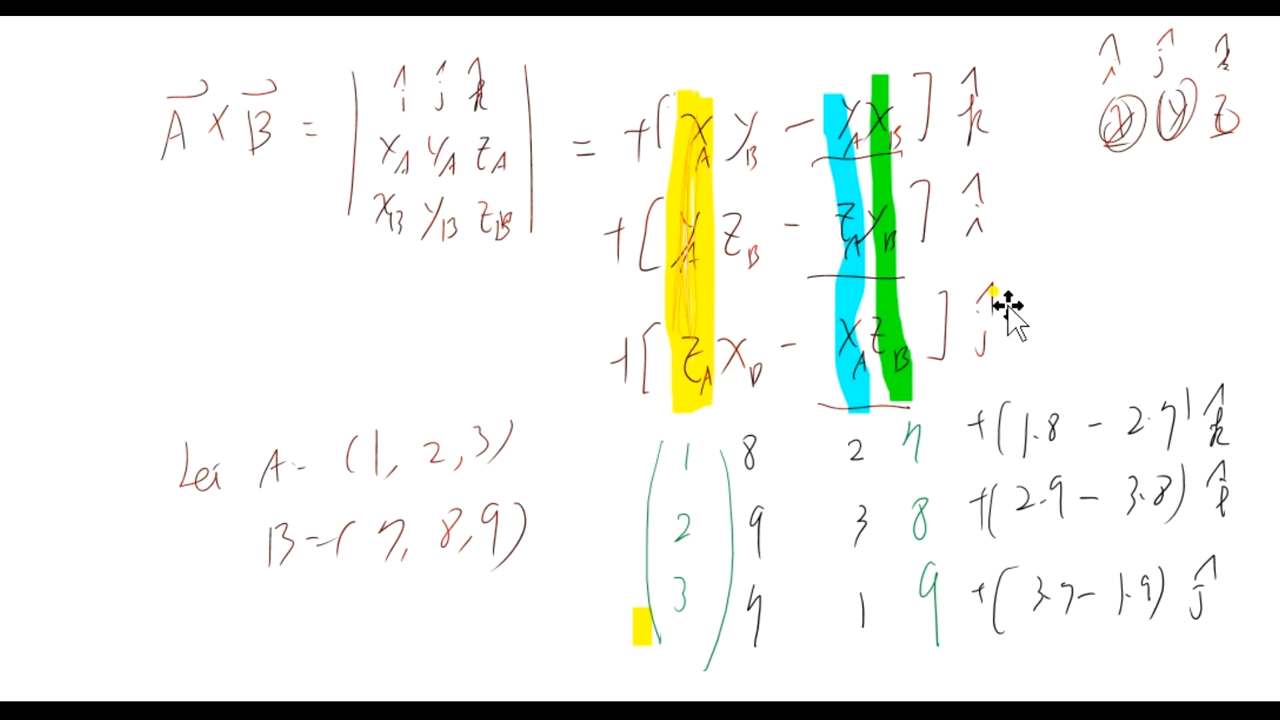 A × B = | î ĵ k̂ | = +[ x_A y_B − y_A x_B ] k̂
x_A y_A z_A
x_B y_B z_B
+[ y_A z_B − z_A y_B ] î
+[ z_A x_B − x_A z_B ] ĵ
î ĵ k̂
x y z
Let A = (1, 2, 3)
B = (7, 8, 9)
1 8 2 7 +(1.8 − 2.7) k̂
2 9 3 8 +(2.9 − 3.8) î
3 7 1 9 +(3.7 − 1.9) ĵ